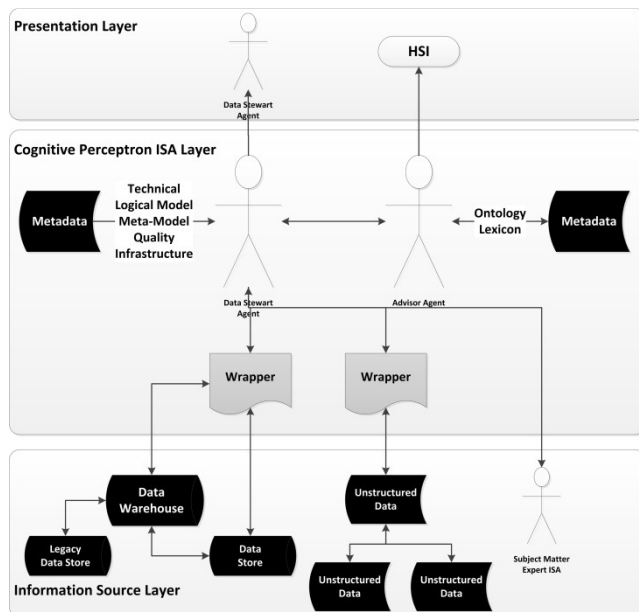 Presentation Layer
HSI
Data Stewart
Agent
Cognitive Perceptron ISA Layer
Metadata
Technical
Logical Model
Meta-Model
Quality
Infrastructure
Ontology
Lexicon
Metadata
Data Stewart
Agent
Advisor Agent
Wrapper
Wrapper
Data
Warehouse
Unstructured
Data
Legacy
Data Store
Data
Store
Subject Matter
Expert ISA
Unstructured Data
Unstructured Data
Information Source Layer